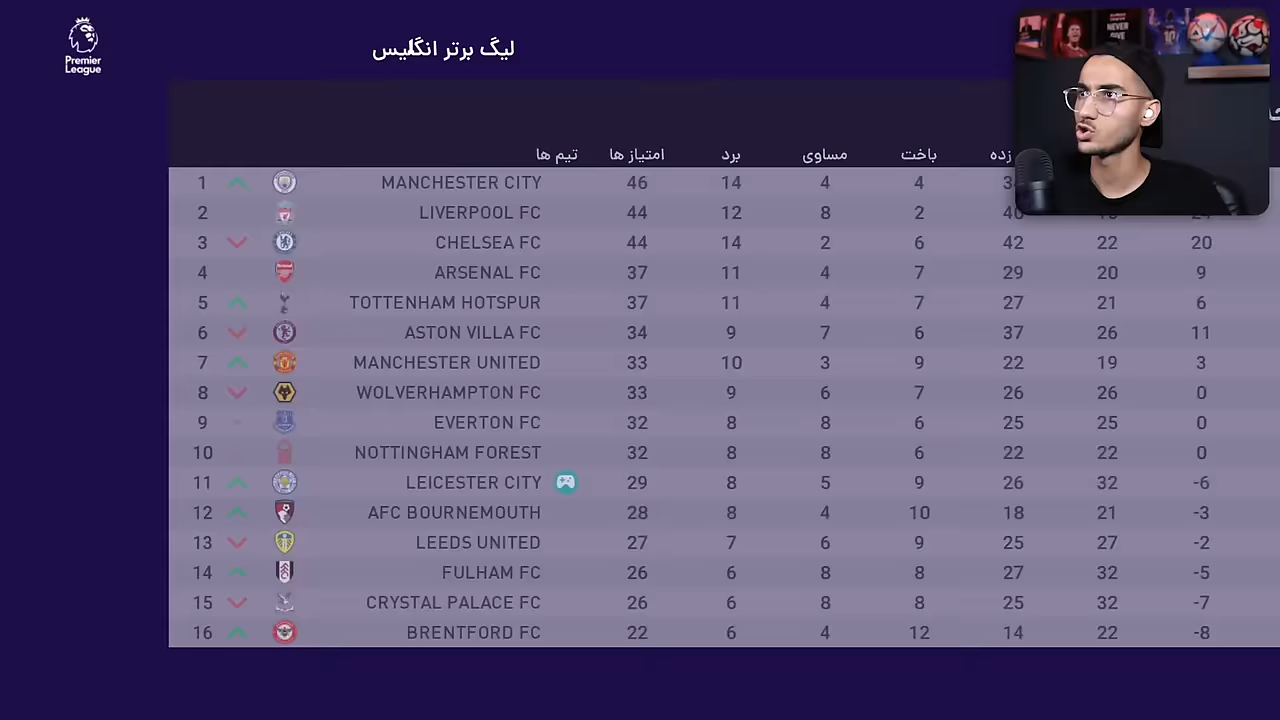 Premier
League
لیگ برتر انگلیس
تیم ها امتیاز ها برد مساوی باخت زده
1 MANCHESTER CITY 46 14 4 4
2 LIVERPOOL FC 44 12 8 2 40
3 CHELSEA FC 44 14 2 6 42 22 20
4 ARSENAL FC 37 11 4 7 29 20 9
5 TOTTENHAM HOTSPUR 37 11 4 7 27 21 6
6 ASTON VILLA FC 34 9 7 6 37 26 11
7 MANCHESTER UNITED 33 10 3 9 22 19 3
8 WOLVERHAMPTON FC 33 9 6 7 26 26 0
9 EVERTON FC 32 8 8 6 25 25 0
10 NOTTINGHAM FOREST 32 8 8 6 22 22 0
11 LEICESTER CITY 29 8 5 9 26 32 -6
12 AFC BOURNEMOUTH 28 8 4 10 18 21 -3
13 LEEDS UNITED 27 7 6 9 25 27 -2
14 FULHAM FC 26 6 8 8 27 32 -5
15 CRYSTAL PALACE FC 26 6 8 8 25 32 -7
16 BRENTFORD FC 22 6 4 12 14 22 -8